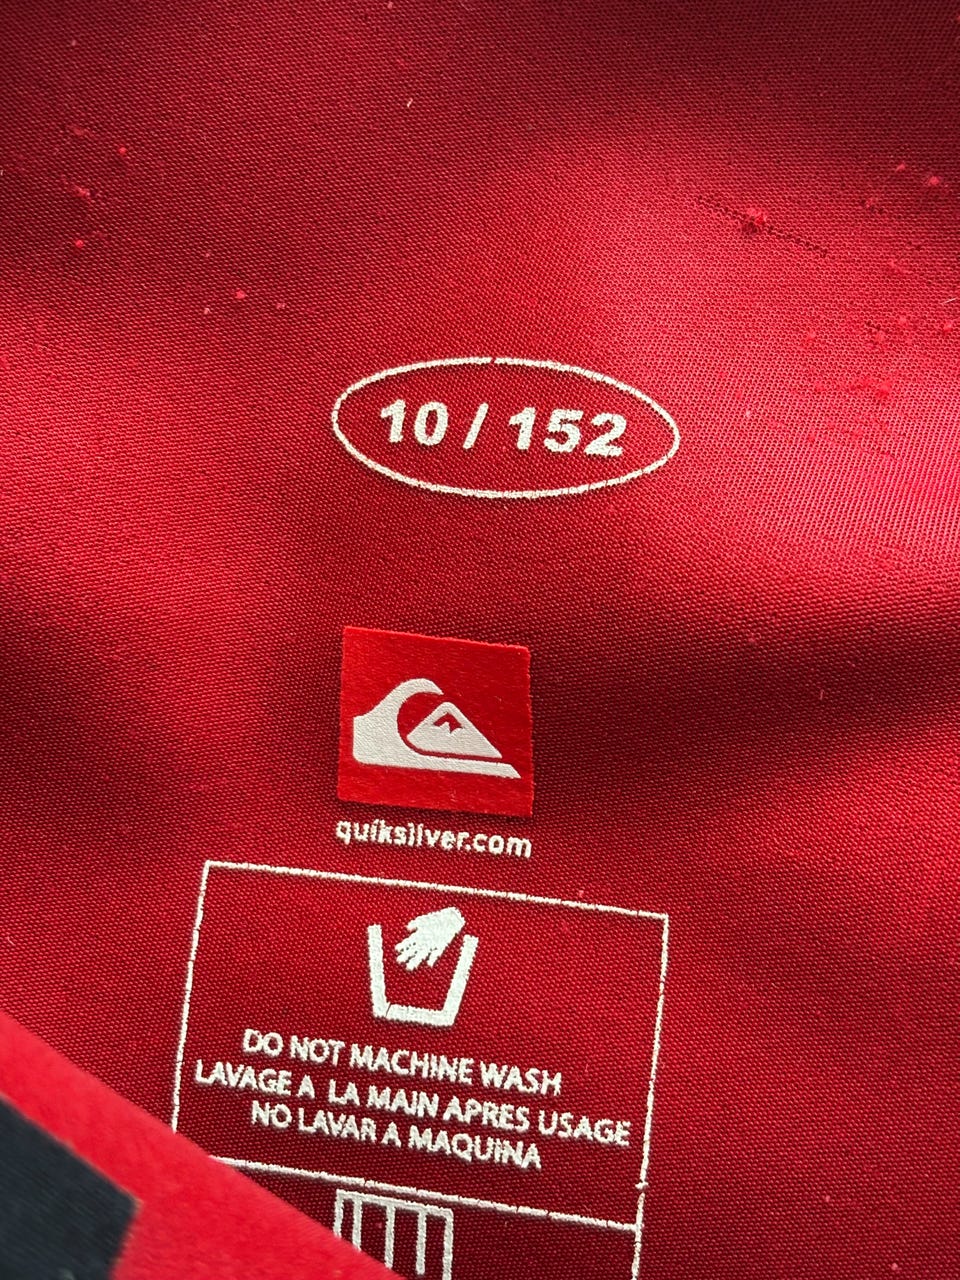 10 / 152
quiksilver.com
DO NOT MACHINE WASH
LAVAGE A LA MAIN APRES USAGE
NO LAVAR A MAQUINA